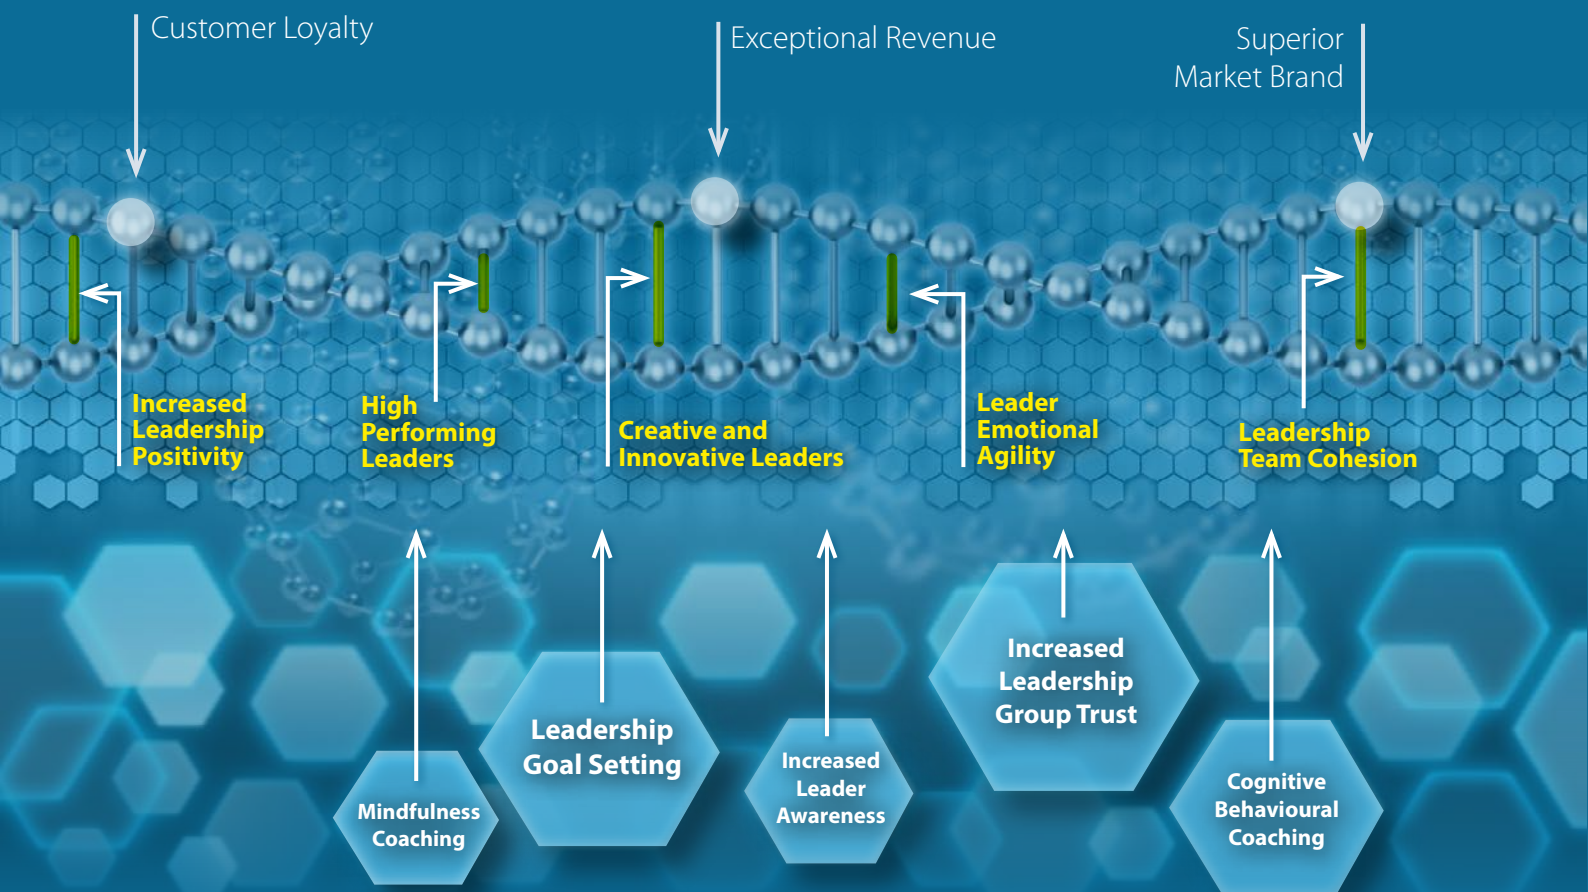 Customer Loyalty
Exceptional Revenue
Superior
Market Brand
Increased
Leadership
Positivity
High
Performing
Leaders
Creative and
Innovative Leaders
Leader
Emotional
Agility
Leadership
Team Cohesion
Mindfulness
Coaching
Leadership
Goal Setting
Increased
Leader
Awareness
Increased
Leadership
Group Trust
Cognitive
Behavioural
Coaching